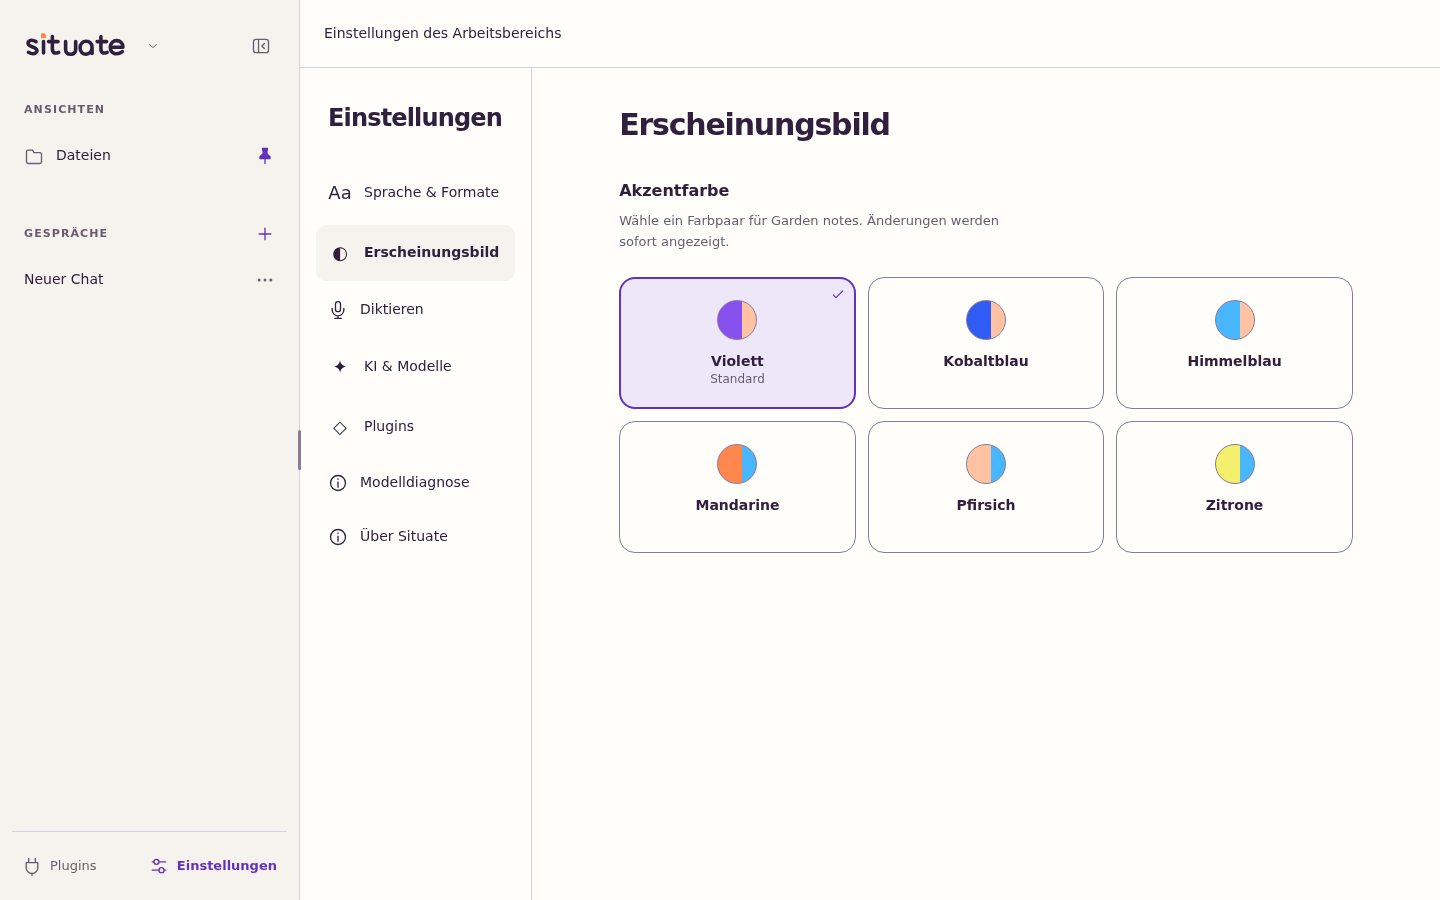 situate
ANSICHTEN
Dateien
GESPRÄCHE
Neuer Chat
Plugins
Einstellungen
Einstellungen des Arbeitsbereichs
Einstellungen
Aa Sprache & Formate
Erscheinungsbild
Diktieren
KI & Modelle
Plugins
Modelldiagnose
Über Situate
Erscheinungsbild
Akzentfarbe
Wähle ein Farbpaar für Garden notes. Änderungen werden
sofort angezeigt.
Violett
Standard
Kobaltblau
Himmelblau
Mandarine
Pfirsich
Zitrone